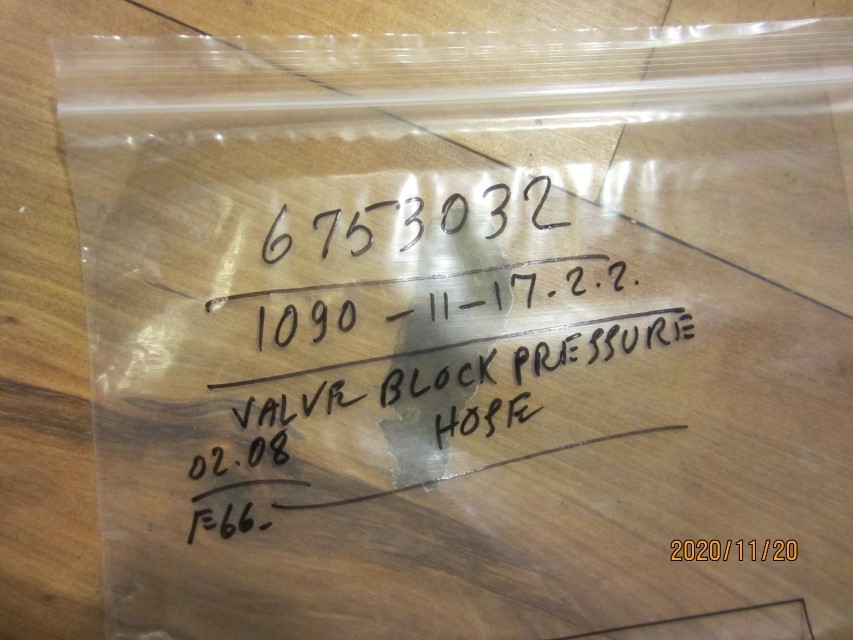 6753032
1090-11-17.2.2.
VALVE BLOCK PRESSURE
HOSE
02.08
F66-
2020/11/20